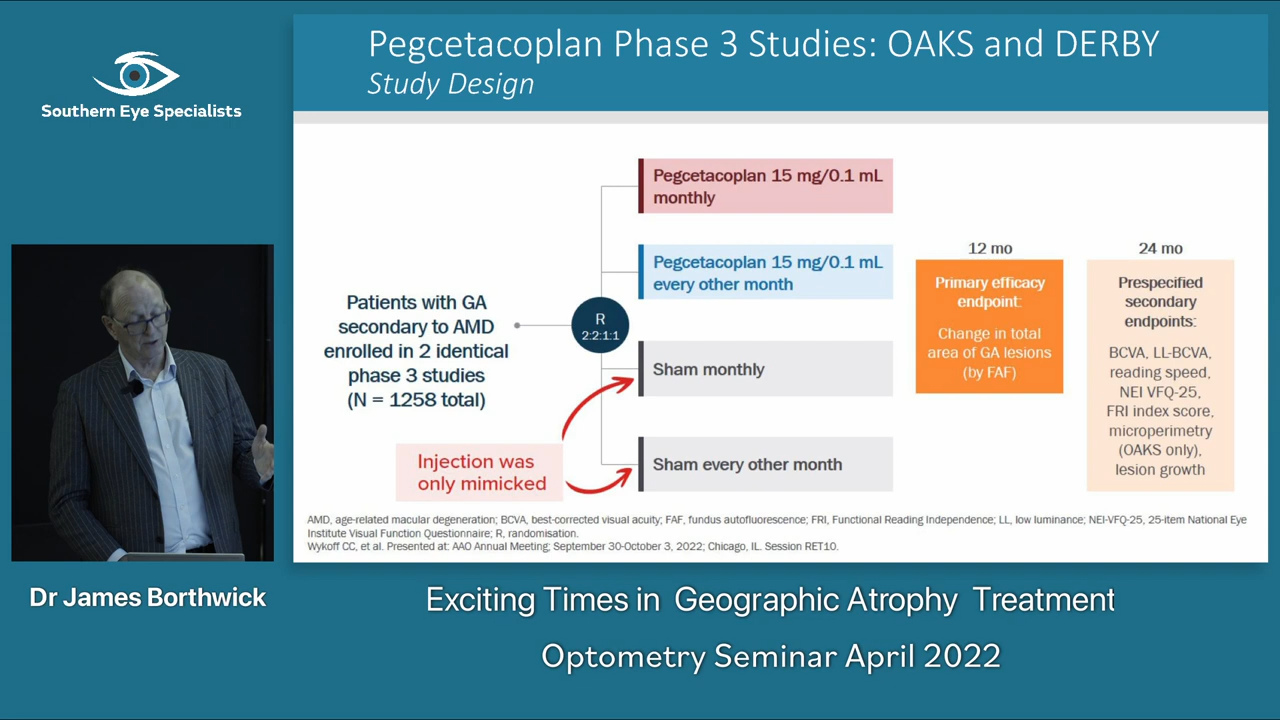 Southern Eye Specialists
Pegcetacoplan Phase 3 Studies: OAKS and DERBY
Study Design
Patients with GA
secondary to AMD
enrolled in 2 identical
phase 3 studies
(N = 1258 total)
R
2:2:1:1
Pegcetacoplan 15 mg/0.1 mL
monthly
Pegcetacoplan 15 mg/0.1 mL
every other month
Sham monthly
Sham every other month
Injection was
only mimicked
12 mo
Primary efficacy
endpoint:
Change in total
area of GA lesions
(by FAF)
24 mo
Prespecified
secondary
endpoints:
BCVA, LL-BCVA,
reading speed,
NEI VFQ-25,
FRI index score,
microperimetry
(OAKS only),
lesion growth
AMD, age-related macular degeneration; BCVA, best-corrected visual acuity; FAF, fundus autofluorescence; FRI, Functional Reading Independence; LL, low luminance; NEI-VFQ-25, 25-item National Eye
Institute Visual Function Questionnaire; R, randomisation.
Wykoff CC, et al. Presented at: AAO Annual Meeting; September 30-October 3, 2022; Chicago, IL. Session RET10.
Dr James Borthwick
Exciting Times in Geographic Atrophy Treatment
Optometry Seminar April 2022